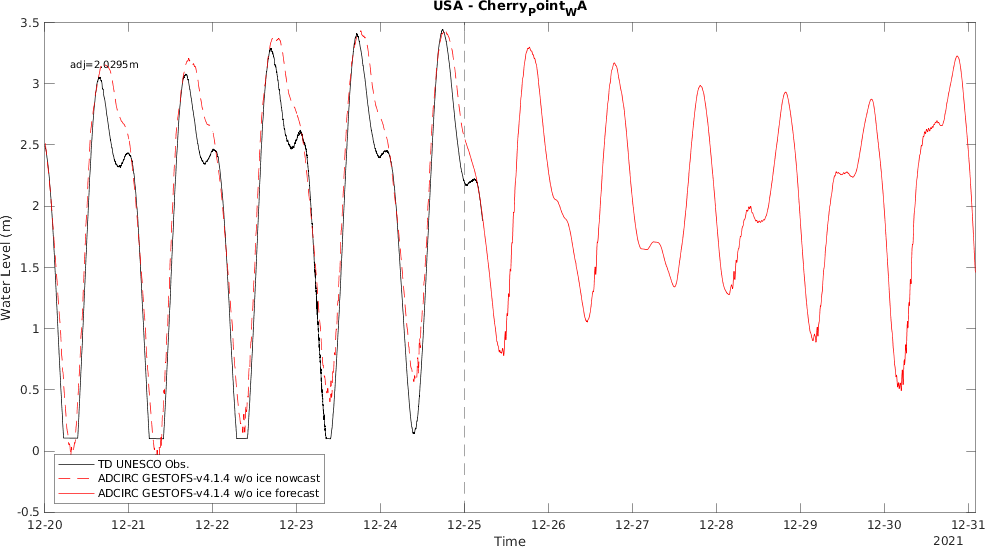 USA - Cherry_Point_WA
3.5
3
2.5
2
1.5
1
0.5
0
-0.5
Water Level (m)
adj=2.0295m
TD UNESCO Obs.
ADCIRC GESTOFS-v4.1.4 w/o ice nowcast
ADCIRC GESTOFS-v4.1.4 w/o ice forecast
12-20 12-21 12-22 12-23 12-24 12-25 12-26 12-27 12-28 12-29 12-30 12-31
Time
2021